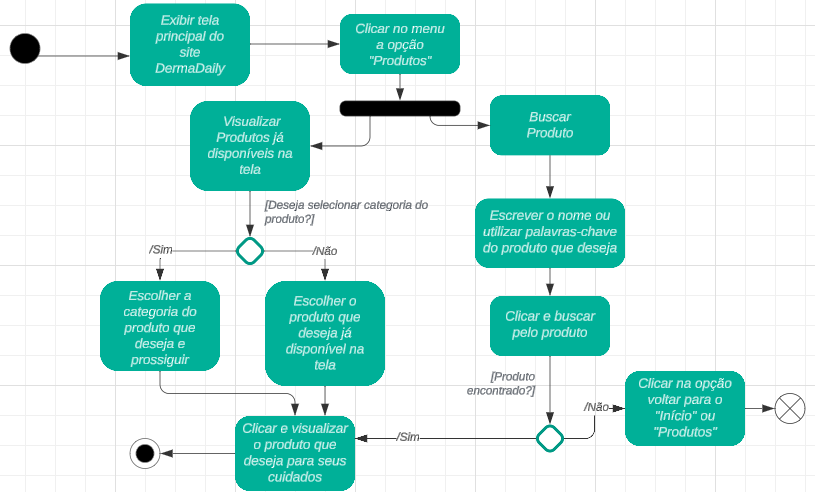 Exibir tela
principal do
site
DermaDaily
Clicar no menu
a opção
"Produtos"
Visualizar
Produtos já
disponíveis na
tela
Buscar
Produto
[Deseja selecionar categoria do
produto?]
Escrever o nome ou
utilizar palavras-chave
do produto que deseja
/Sim
/Não
Escolher a
categoria do
produto que
deseja e
prossiguir
Escolher o
produto que
deseja já
disponível na
tela
Clicar e buscar
pelo produto
[Produto
encontrado?]
Clicar na opção
voltar para o
"Início" ou
"Produtos"
/Não
/Sim
Clicar e visualizar
o produto que
deseja para seus
cuidados